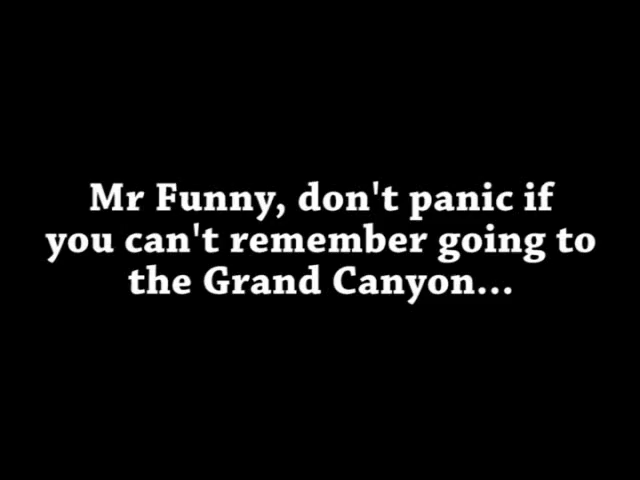 Mr Funny, don't panic if
you can't remember going to
the Grand Canyon...